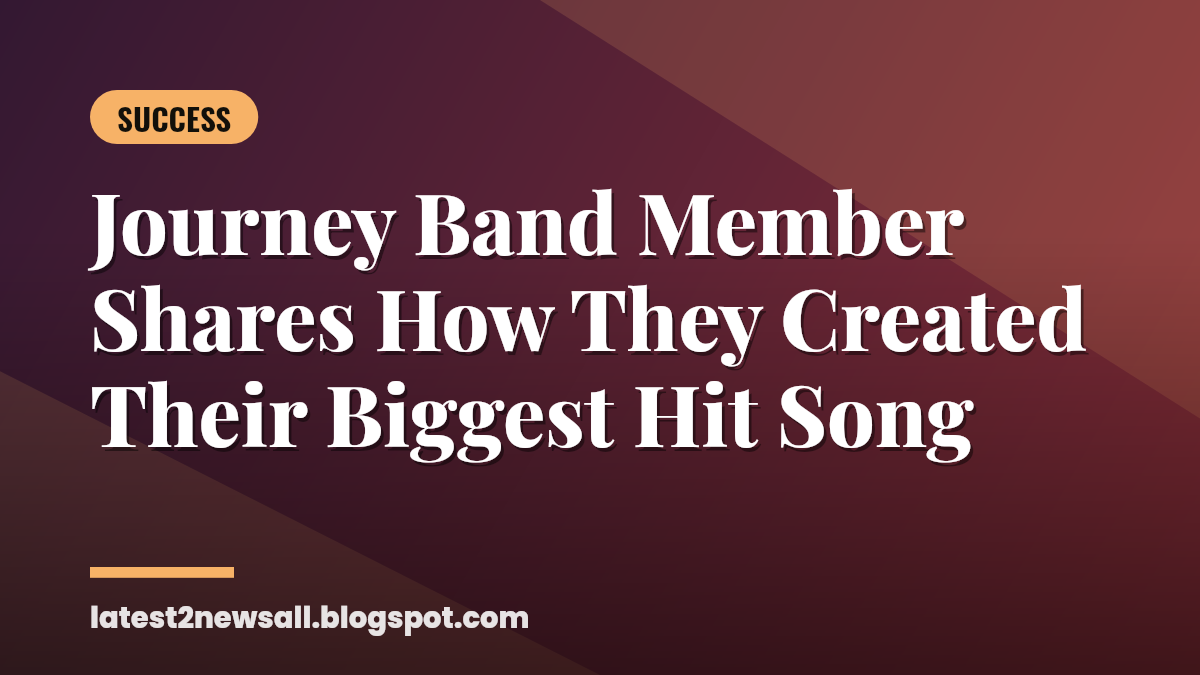 SUCCESS
Journey Band Member
Shares How They Created
Their Biggest Hit Song
latest2newsall.blogspot.com